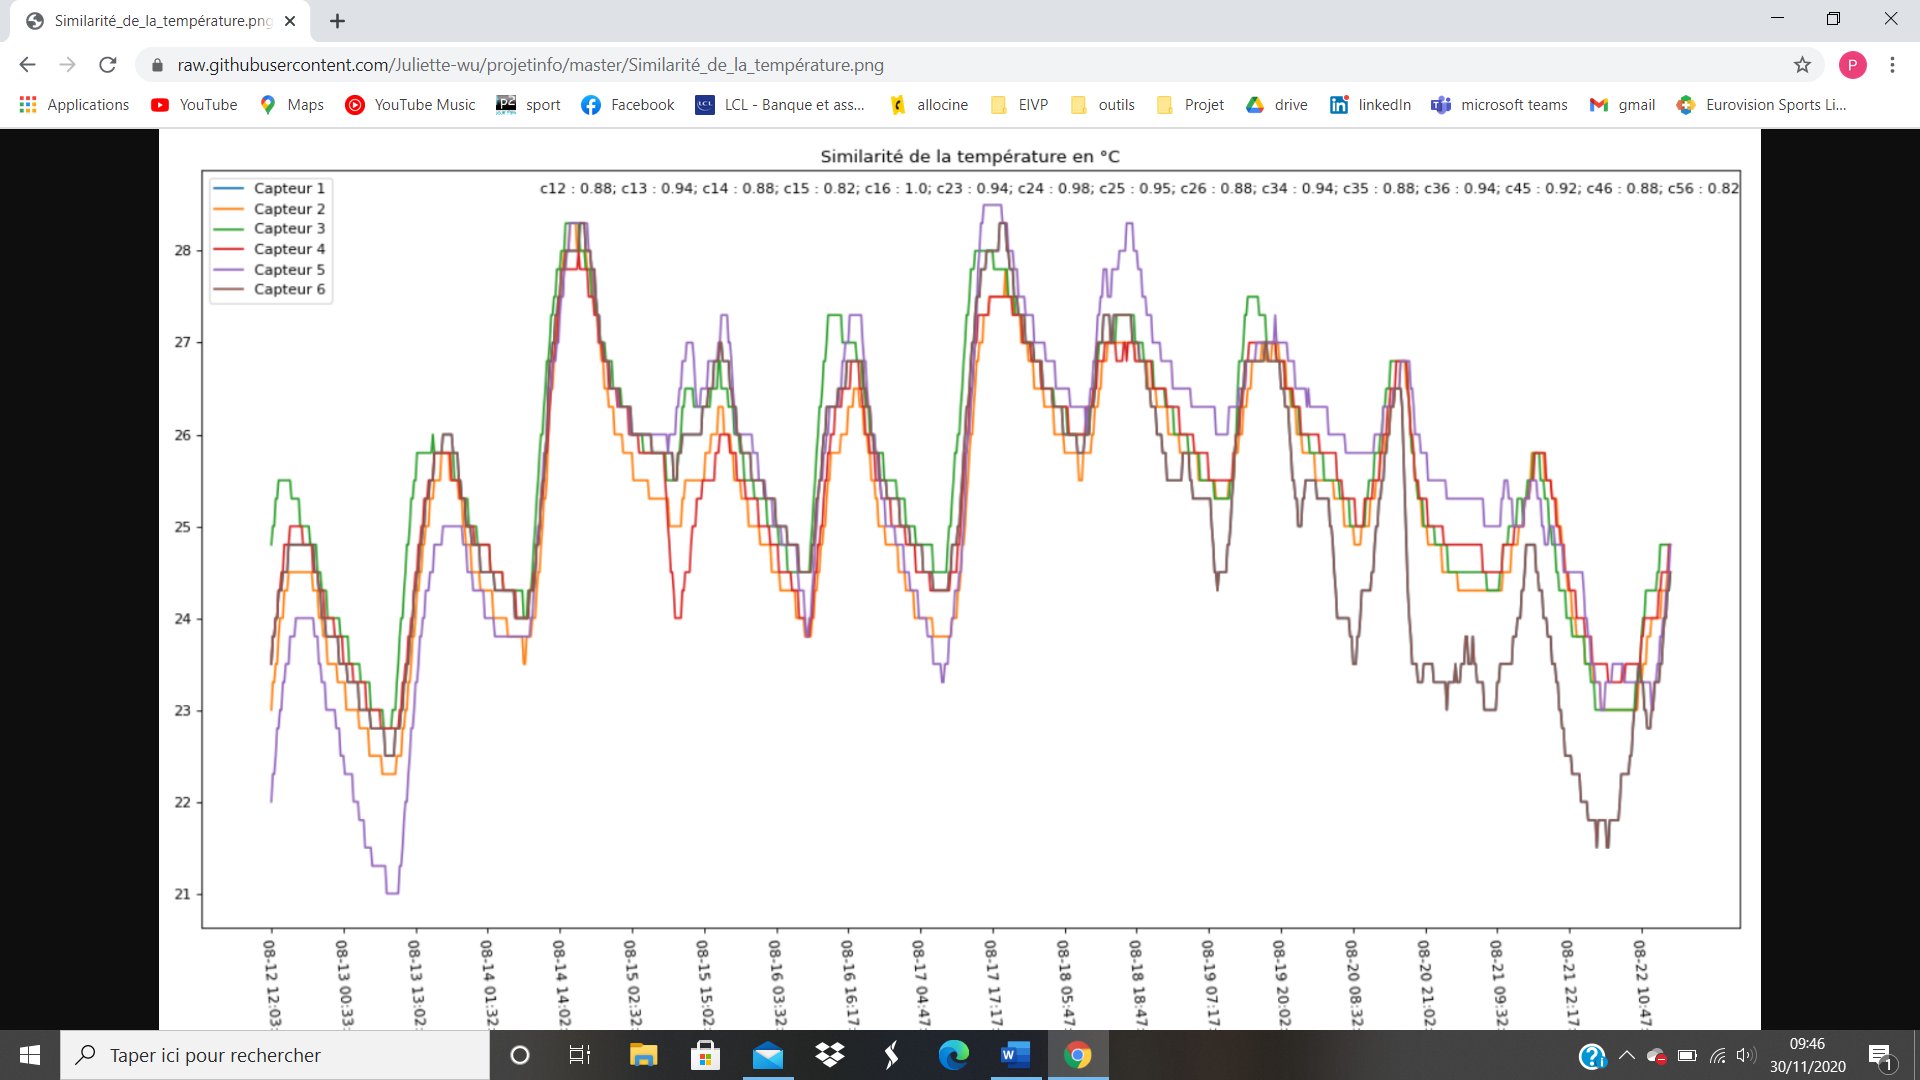 Similarité_de_la_température.png
raw.githubusercontent.com/Juliette-wu/projetinfo/master/Similarité_de_la_température.png
P
Applications YouTube Maps YouTube Music sport Facebook LCL - Banque et ass... allocine EIVP outils Projet drive linkedIn microsoft teams gmail Eurovision Sports Li...
Similarité de la température en °C
c12 : 0.88; c13 : 0.94; c14 : 0.88; c15 : 0.82; c16 : 1.0; c23 : 0.94; c24 : 0.98; c25 : 0.95; c26 : 0.88; c34 : 0.94; c35 : 0.88; c36 : 0.94; c45 : 0.92; c46 : 0.88; c56 : 0.82
Capteur 1
Capteur 2
Capteur 3
Capteur 4
Capteur 5
Capteur 6
28
27
26
25
24
23
22
21
08-12 12:03:
08-13 00:33:
08-13 13:02:
08-14 01:32:
08-14 14:02:
08-15 02:32:
08-15 15:02:
08-16 03:32:
08-16 16:17:
08-17 04:47:
08-17 17:17:
08-18 05:47:
08-18 18:47:
08-19 07:17:
08-19 20:02:
08-20 08:32:
08-20 21:02:
08-21 09:32:
08-21 22:17:
08-22 10:47:
Taper ici pour rechercher
09:46
30/11/2020
1